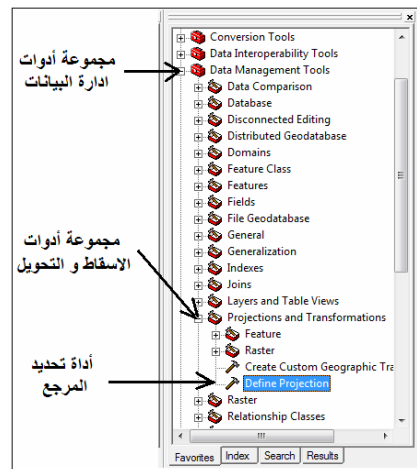 Conversion Tools
Data Interoperability Tools
مجموعة أدوات
ادارة البيانات
Data Management Tools
Data Comparison
Database
Disconnected Editing
Distributed Geodatabase
Domains
Feature Class
Features
Fields
File Geodatabase
General
Generalization
Indexes
Joins
Layers and Table Views
مجموعة أدوات
الاسقاط و التحويل
Projections and Transformations
Feature
Raster
Create Custom Geographic Tra
أداة تحديد
المرجع
Define Projection
Raster
Relationship Classes
Favorites Index Search Results